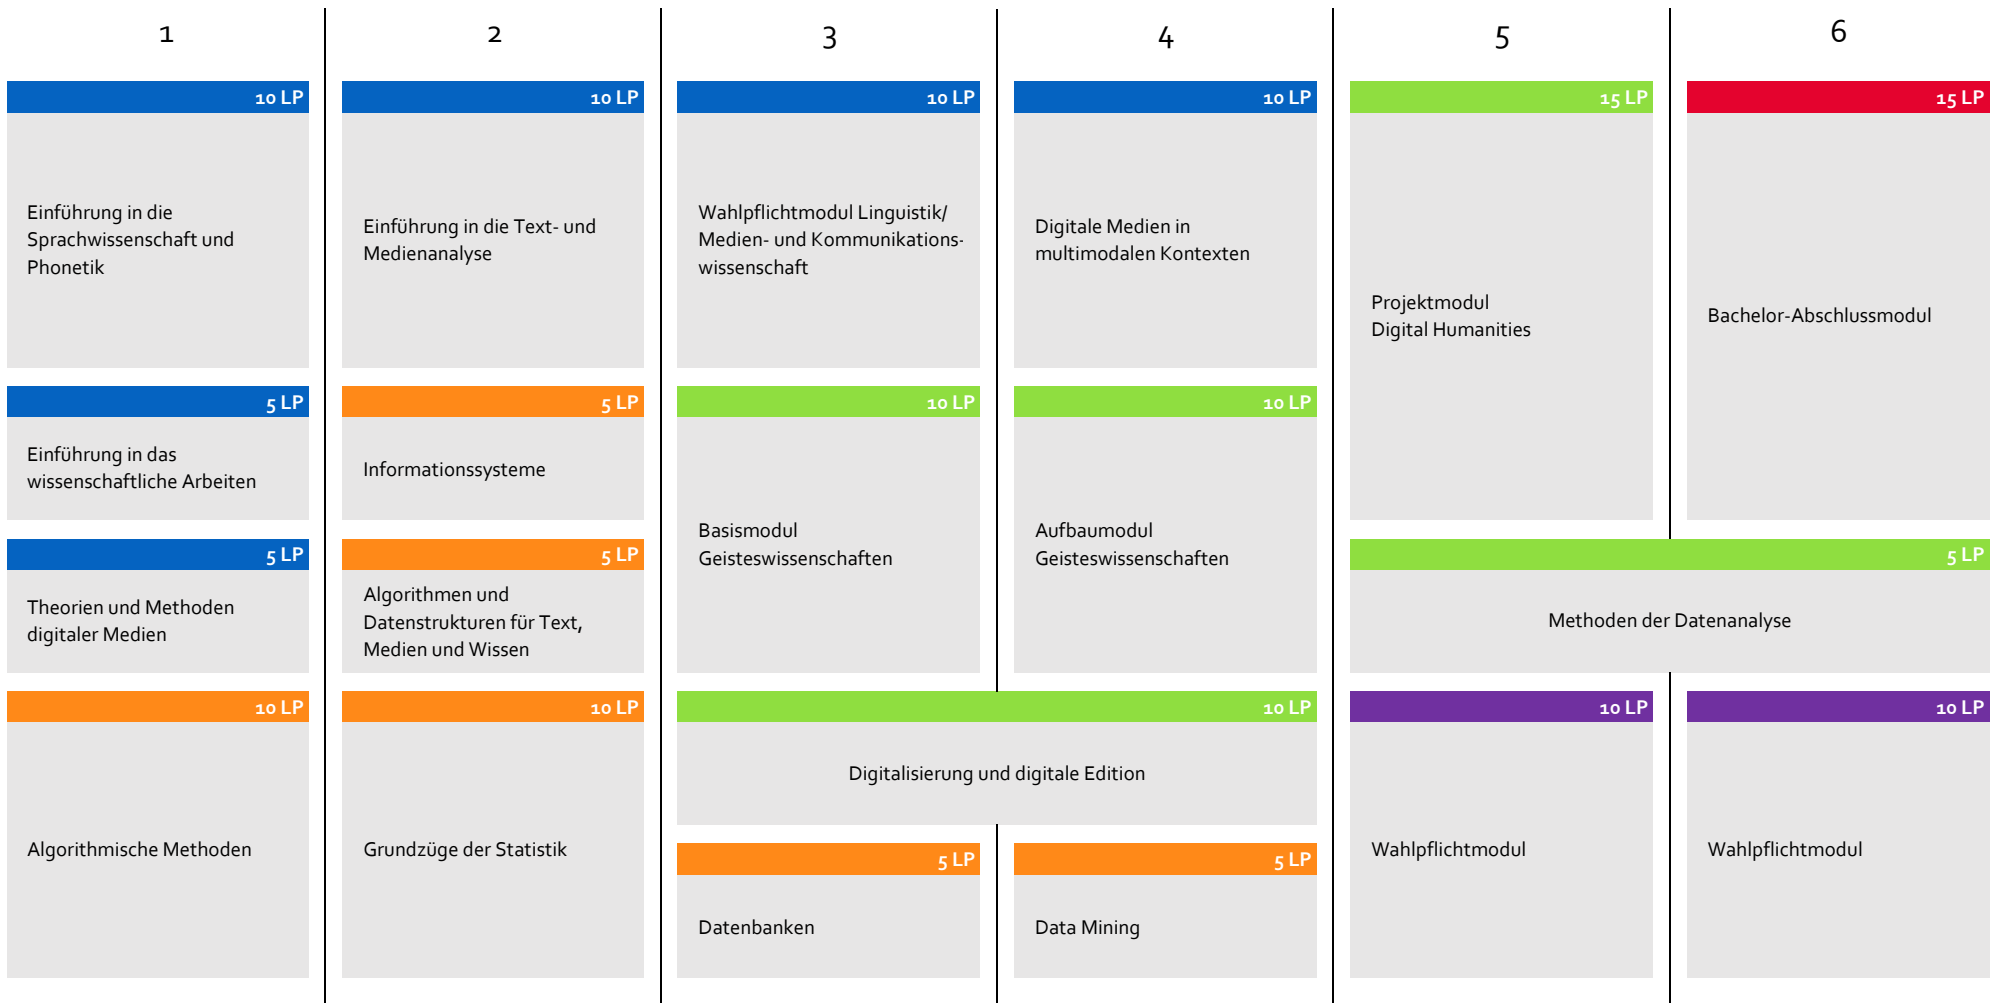 1
2
3
4
5
6
10 LP
Einführung in die
Sprachwissenschaft und
Phonetik
5 LP
Einführung in das
wissenschaftliche Arbeiten
5 LP
Theorien und Methoden
digitaler Medien
10 LP
Algorithmische Methoden
10 LP
Einführung in die Text- und
Medienanalyse
5 LP
Informationssysteme
5 LP
Algorithmen und
Datenstrukturen für Text,
Medien und Wissen
10 LP
Grundzüge der Statistik
10 LP
Wahlpflichtmodul Linguistik/
Medien- und Kommunikations-
wissenschaft
10 LP
Basismodul
Geisteswissenschaften
10 LP
Digitale Medien in
multimodalen Kontexten
10 LP
Aufbaumodul
Geisteswissenschaften
10 LP
Digitalisierung und digitale Edition
5 LP
Datenbanken
5 LP
Data Mining
15 LP
Projektmodul
Digital Humanities
15 LP
Bachelor-Abschlussmodul
5 LP
Methoden der Datenanalyse
10 LP
Wahlpflichtmodul
10 LP
Wahlpflichtmodul